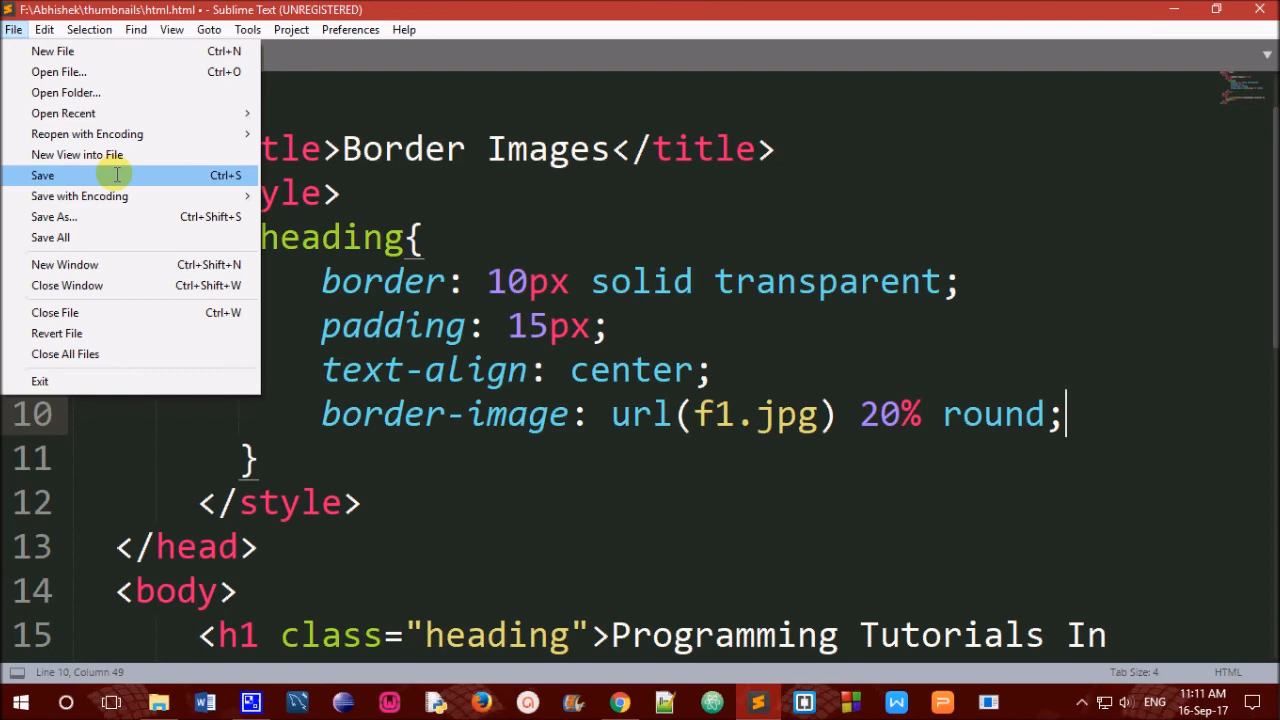 F:\Abhishek\thumbnails\html.html • - Sublime Text (UNREGISTERED)
File Edit Selection Find View Goto Tools Project Preferences Help
New File Ctrl+N
Open File... Ctrl+O
Open Folder...
Open Recent
Reopen with Encoding
New View into File
Save Ctrl+S
Save with Encoding
Save As... Ctrl+Shift+S
Save All
New Window Ctrl+Shift+N
Close Window Ctrl+Shift+W
Close File Ctrl+W
Revert File
Close All Files
Exit
tle>Border Images</title>
yle>
heading{
border: 10px solid transparent;
padding: 15px;
text-align: center;
10 border-image: url(f1.jpg) 20% round;
11 }
12 </style>
13 </head>
14 <body>
15 <h1 class="heading">Programming Tutorials In
Line 10, Column 49 Tab Size: 4 HTML
ENG 11:11 AM
16-Sep-17